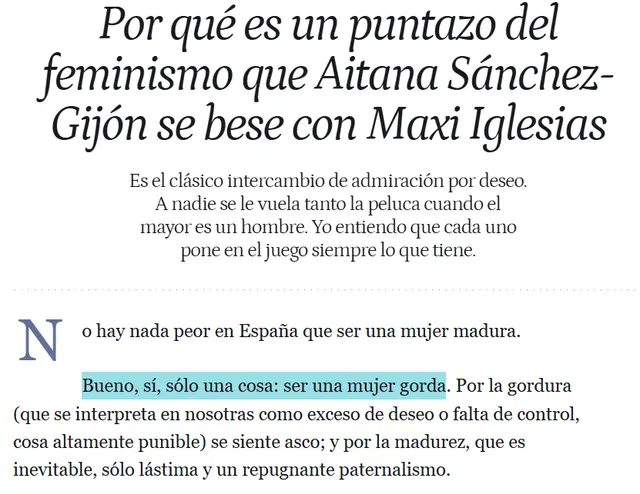 Por qué es un puntazo del
feminismo que Aitana Sánchez-
Gijón se bese con Maxi Iglesias
Es el clásico intercambio de admiración por deseo.
A nadie se le vuela tanto la peluca cuando el
mayor es un hombre. Yo entiendo que cada uno
pone en el juego siempre lo que tiene.
No hay nada peor en España que ser una mujer madura.
Bueno, sí, sólo una cosa: ser una mujer gorda. Por la gordura
(que se interpreta en nosotras como exceso de deseo o falta de control,
cosa altamente punible) se siente asco; y por la madurez, que es
inevitable, sólo lástima y un repugnante paternalismo.